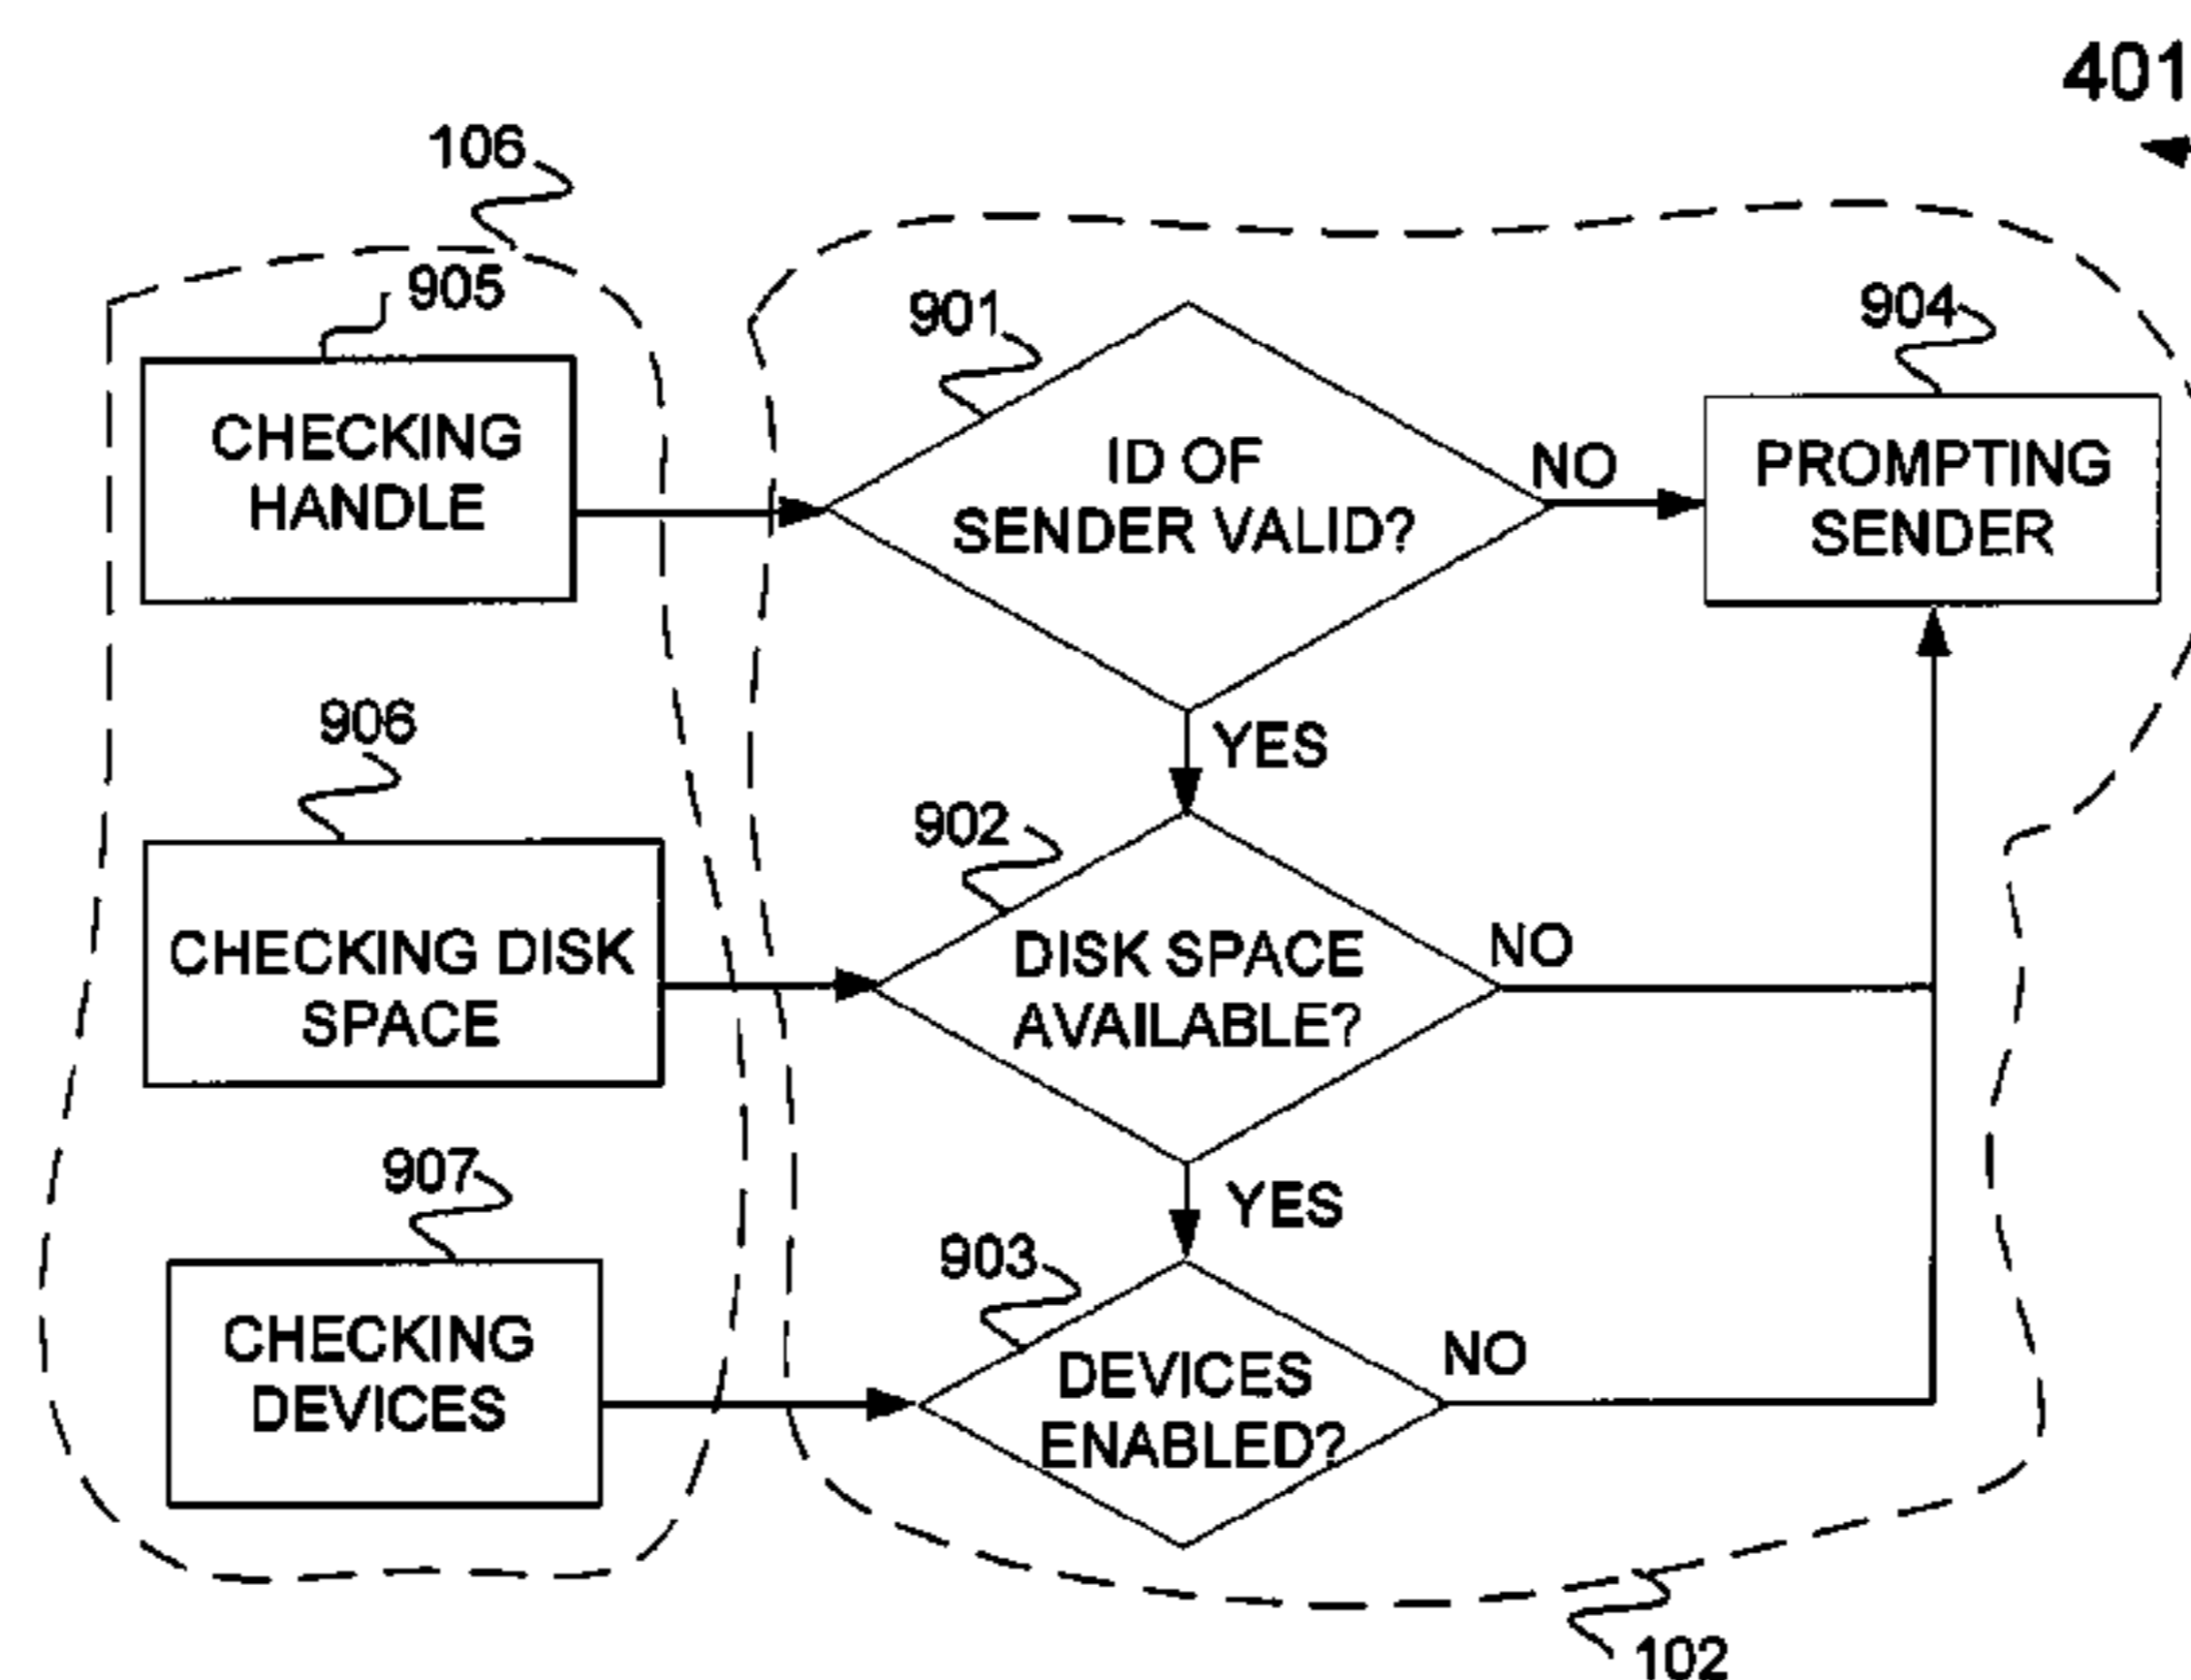 401
106
905
901
904
CHECKING
HANDLE
ID OF
SENDER VALID?
NO
PROMPTING
SENDER
906
YES
902
CHECKING DISK
SPACE
DISK SPACE
AVAILABLE?
NO
907
YES
903
CHECKING
DEVICES
DEVICES
ENABLED?
NO
102